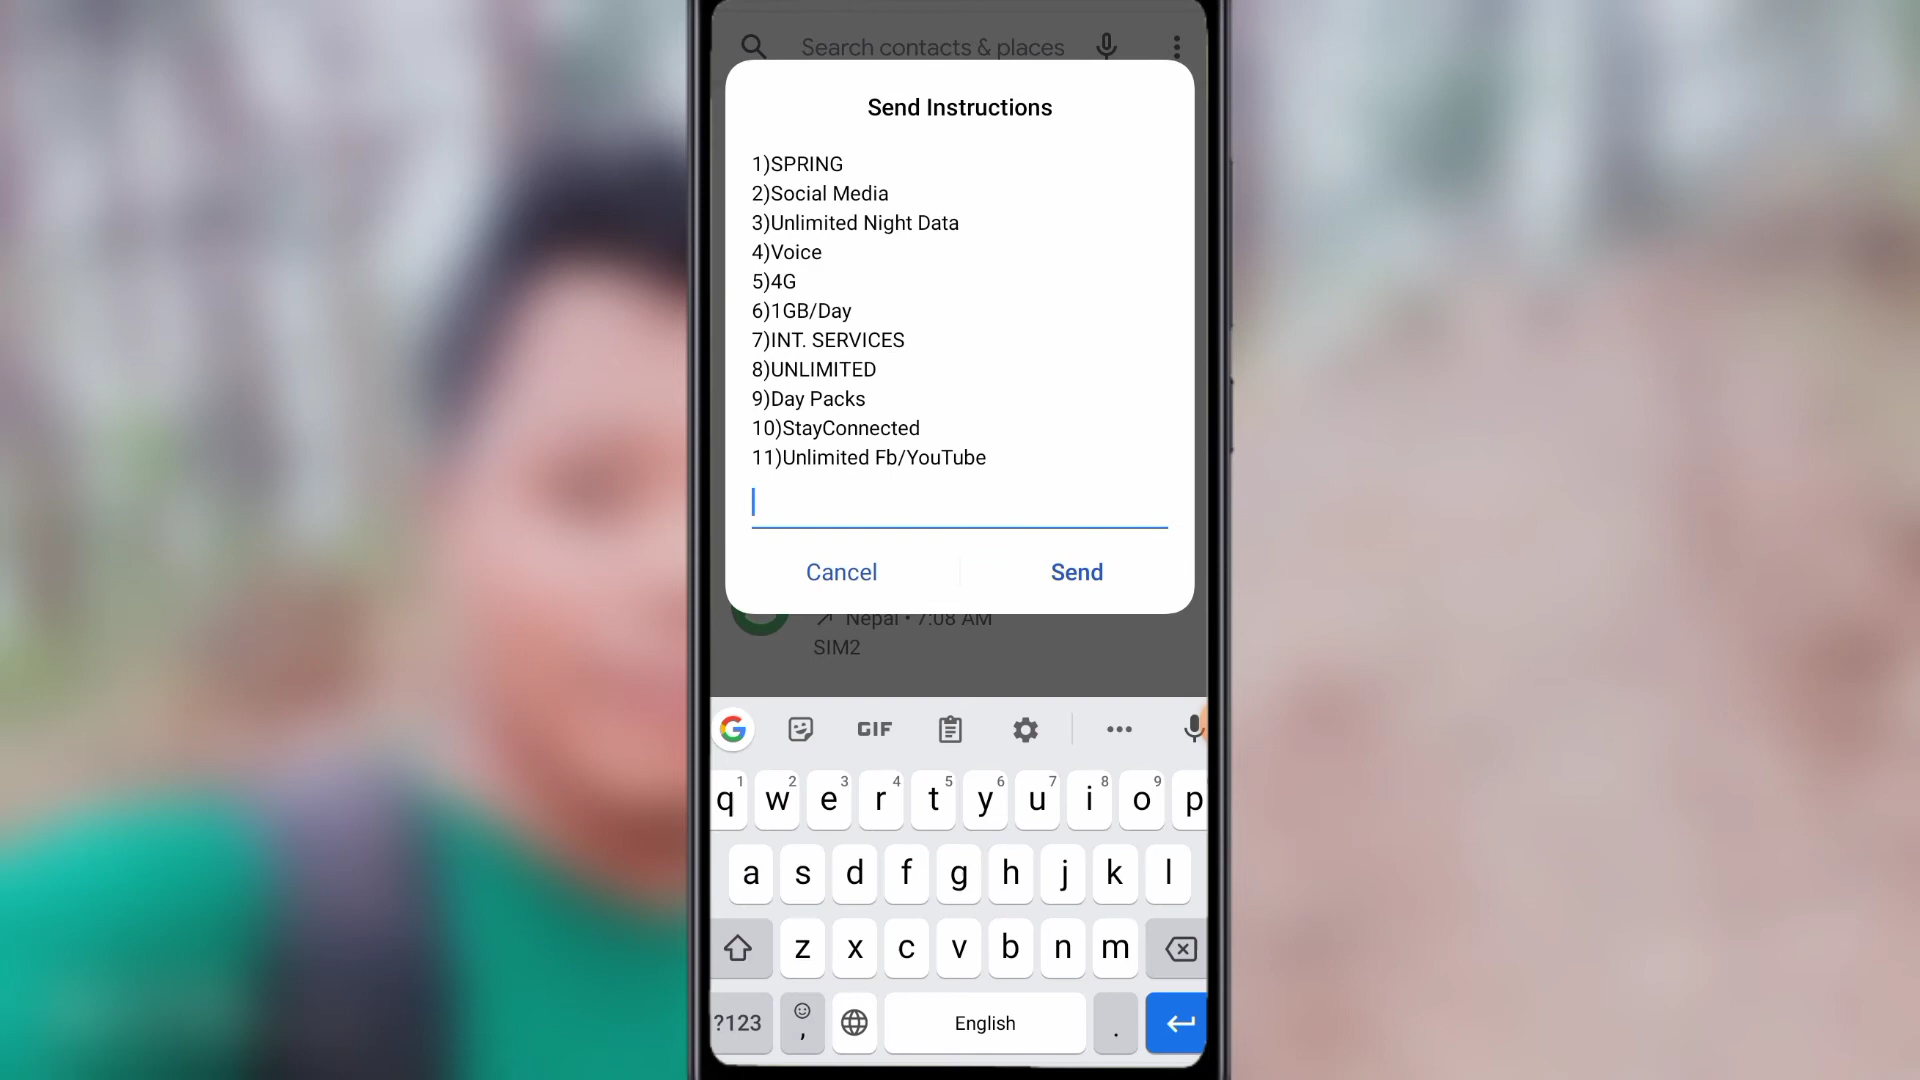 Search contacts & places
Send Instructions
1)SPRING
2)Social Media
3)Unlimited Night Data
4)Voice
5)4G
6)1GB/Day
7)INT. SERVICES
8)UNLIMITED
9)Day Packs
10)StayConnected
11)Unlimited Fb/YouTube
Cancel
Send
Nepal • 7:08 AM
SIM2
G GIF
q 1 w 2 e 3 r 4 t 5 y 6 u 7 i 8 o 9 p
a s d f g h j k l
z x c v b n m
?123 , English .